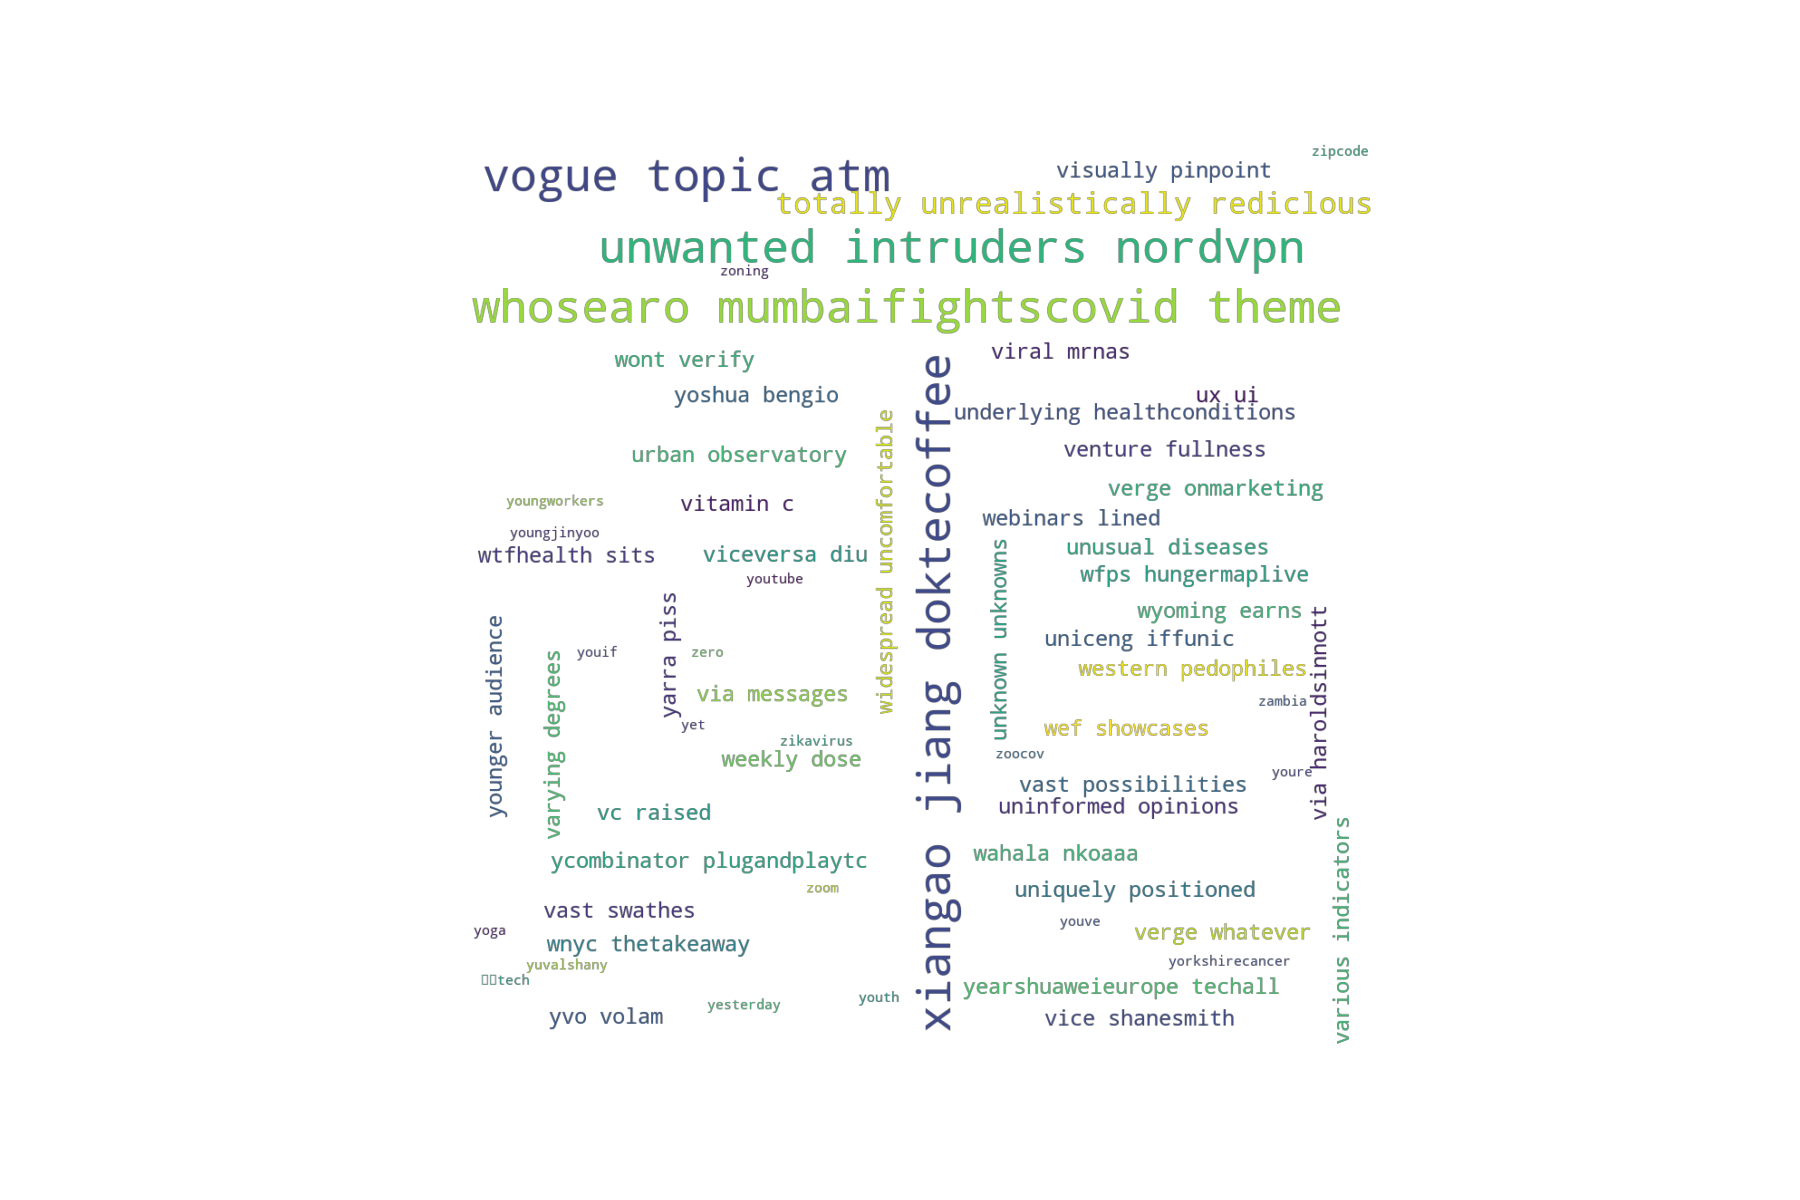 zipcode
vogue topic atm
visually pinpoint
totally unrealistically rediclous
unwanted intruders nordvpn
zoning
whosearo mumbaifightscovid theme
viral mrnas
wont verify
yoshua bengio
ux ui
underlying healthconditions
venture fullness
urban observatory
widespread uncomfortable
xiangao jiang doktecoffee
verge onmarketing
youngworkers
vitamin c
webinars lined
youngjinyoo
wtfhealth sits
viceversa diu
unknown unknowns
unusual diseases
youtube
wfps hungermaplive
yarra piss
wyoming earns
via haroldsinnott
younger audience
uniceng iffunic
varying degrees
youif
zero
western pedophiles
via messages
zambia
yet
wef showcases
zikavirus
weekly dose
zoocov
youre
vast possibilities
uninformed opinions
vc raised
various indicators
wahala nkoaaa
ycombinator plugandplaytc
zoom
uniquely positioned
vast swathes
youve
yoga
verge whatever
wnyc thetakeaway
yuvalshany
yorkshirecancer
tech
yearshuaweieurope techall
youth
yesterday
yvo volam
vice shanesmith